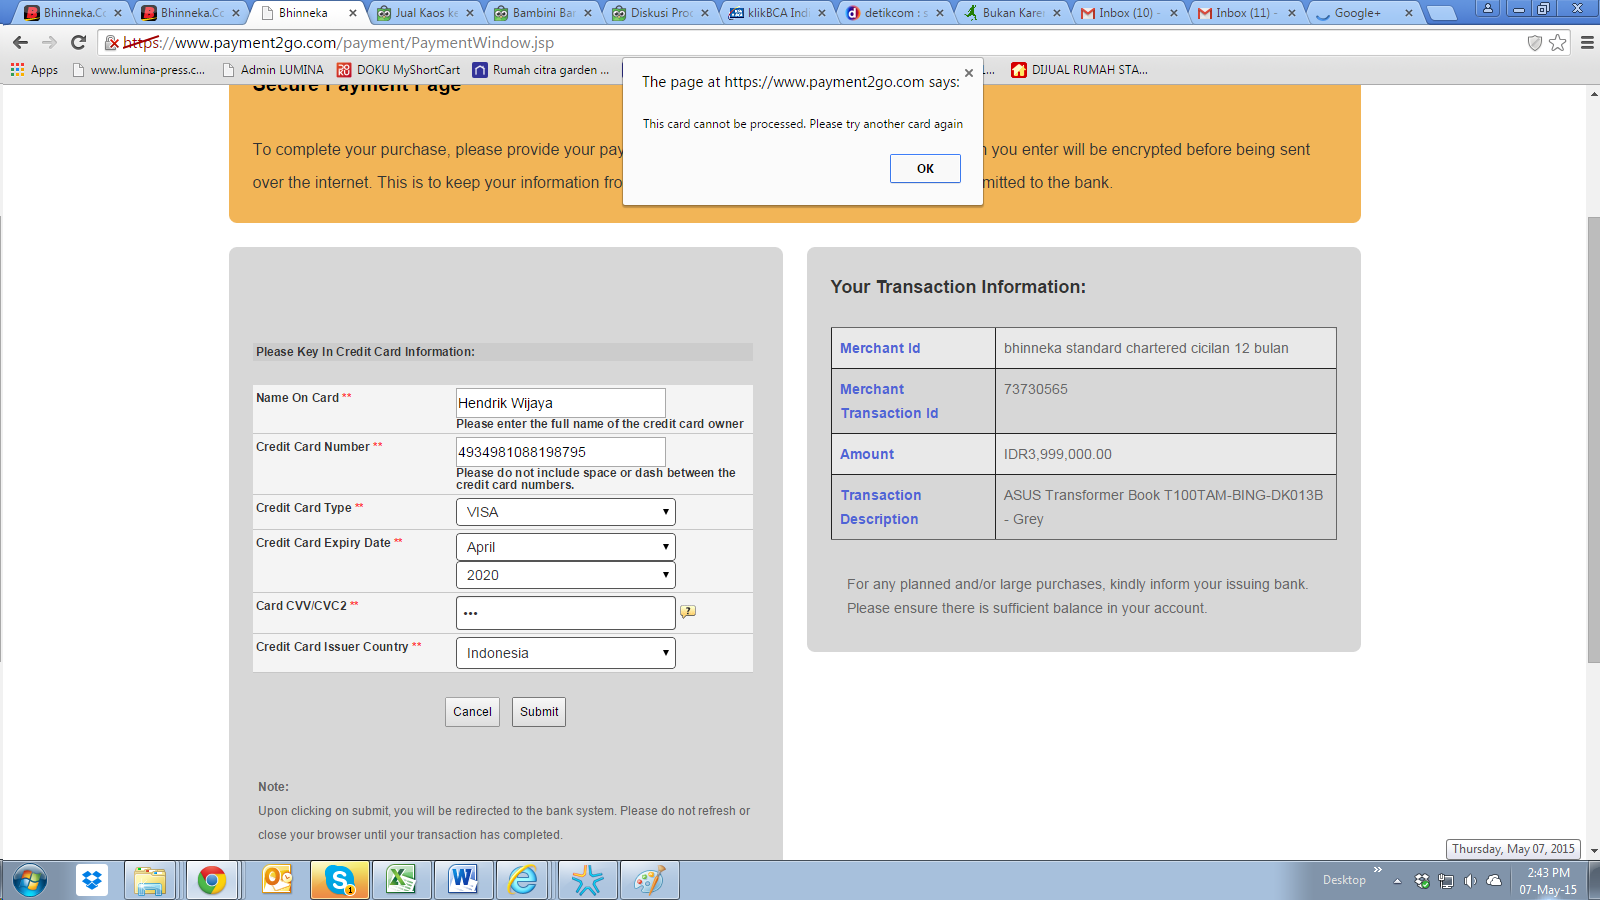 Bhinneka.Co
Bhinneka.Co
Bhinneka
Jual Kaos ke
Bambini Bar
Diskusi Proc
klikBCA Indi
detikcom : s
Bukan Karen
Inbox (10) -
Inbox (11) -
Google+
https://www.payment2go.com/payment/PaymentWindow.jsp
Apps
www.lumina-press.c...
Admin LUMINA
DOKU MyShortCart
Rumah citra garden ...
DIJUAL RUMAH STA...
The page at https://www.payment2go.com says:
This card cannot be processed. Please try another card again
OK
Secure Payment Page
To complete your purchase, please provide your pay
n you enter will be encrypted before being sent
over the internet. This is to keep your information fro
mitted to the bank.
Please Key In Credit Card Information:
Name On Card **
Hendrik Wijaya
Please enter the full name of the credit card owner
Credit Card Number **
4934981088198795
Please do not include space or dash between the
credit card numbers.
Credit Card Type **
VISA
Credit Card Expiry Date **
April
2020
Card CVV/CVC2 **
•••
?
Credit Card Issuer Country **
Indonesia
Cancel
Submit
Note:
Upon clicking on submit, you will be redirected to the bank system. Please do not refresh or
close your browser until your transaction has completed.
Your Transaction Information:
Merchant Id
bhinneka standard chartered cicilan 12 bulan
Merchant
Transaction Id
73730565
Amount
IDR3,999,000.00
Transaction
Description
ASUS Transformer Book T100TAM-BING-DK013B
- Grey
For any planned and/or large purchases, kindly inform your issuing bank.
Please ensure there is sufficient balance in your account.
Thursday, May 07, 2015
Desktop
2:43 PM
07-May-15